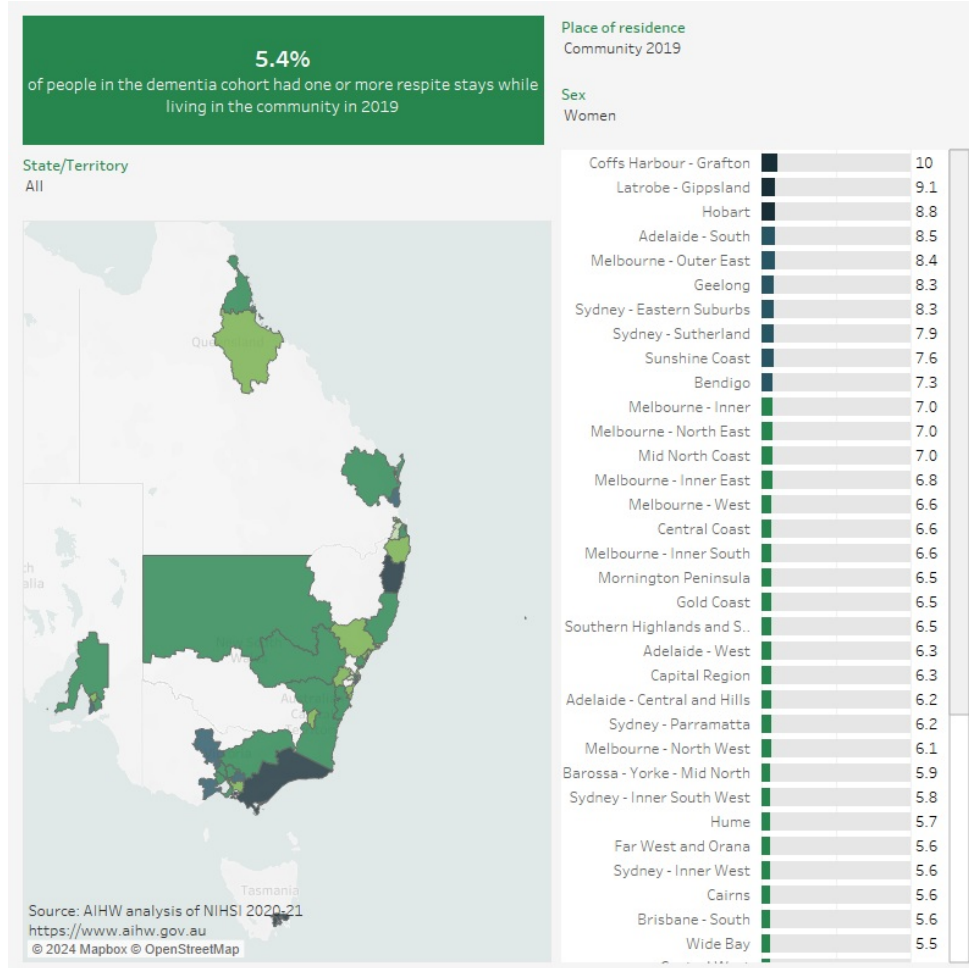 5.4%
of people in the dementia cohort had one or more respite stays while
living in the community in 2019
Place of residence
Community 2019
Sex
Women
State/Territory
All
Coffs Harbour - Grafton 10
Latrobe - Gippsland 9.1
Hobart 8.8
Adelaide - South 8.5
Melbourne - Outer East 8.4
Geelong 8.3
Sydney - Eastern Suburbs 8.3
Sydney - Sutherland 7.9
Sunshine Coast 7.6
Bendigo 7.3
Melbourne - Inner 7.0
Melbourne - North East 7.0
Mid North Coast 7.0
Melbourne - Inner East 6.8
Melbourne - West 6.6
Central Coast 6.6
Melbourne - Inner South 6.6
Mornington Peninsula 6.5
Gold Coast 6.5
Southern Highlands and S.. 6.5
Adelaide - West 6.3
Capital Region 6.3
Adelaide - Central and Hills 6.2
Sydney - Parramatta 6.2
Melbourne - North West 6.1
Barossa - Yorke - Mid North 5.9
Sydney - Inner South West 5.8
Hume 5.7
Far West and Orana 5.6
Sydney - Inner West 5.6
Cairns 5.6
Brisbane - South 5.6
Wide Bay 5.5
Tasmania
Source: AIHW analysis of NIHSI 2020-21
https://www.aihw.gov.au
© 2024 Mapbox © OpenStreetMap